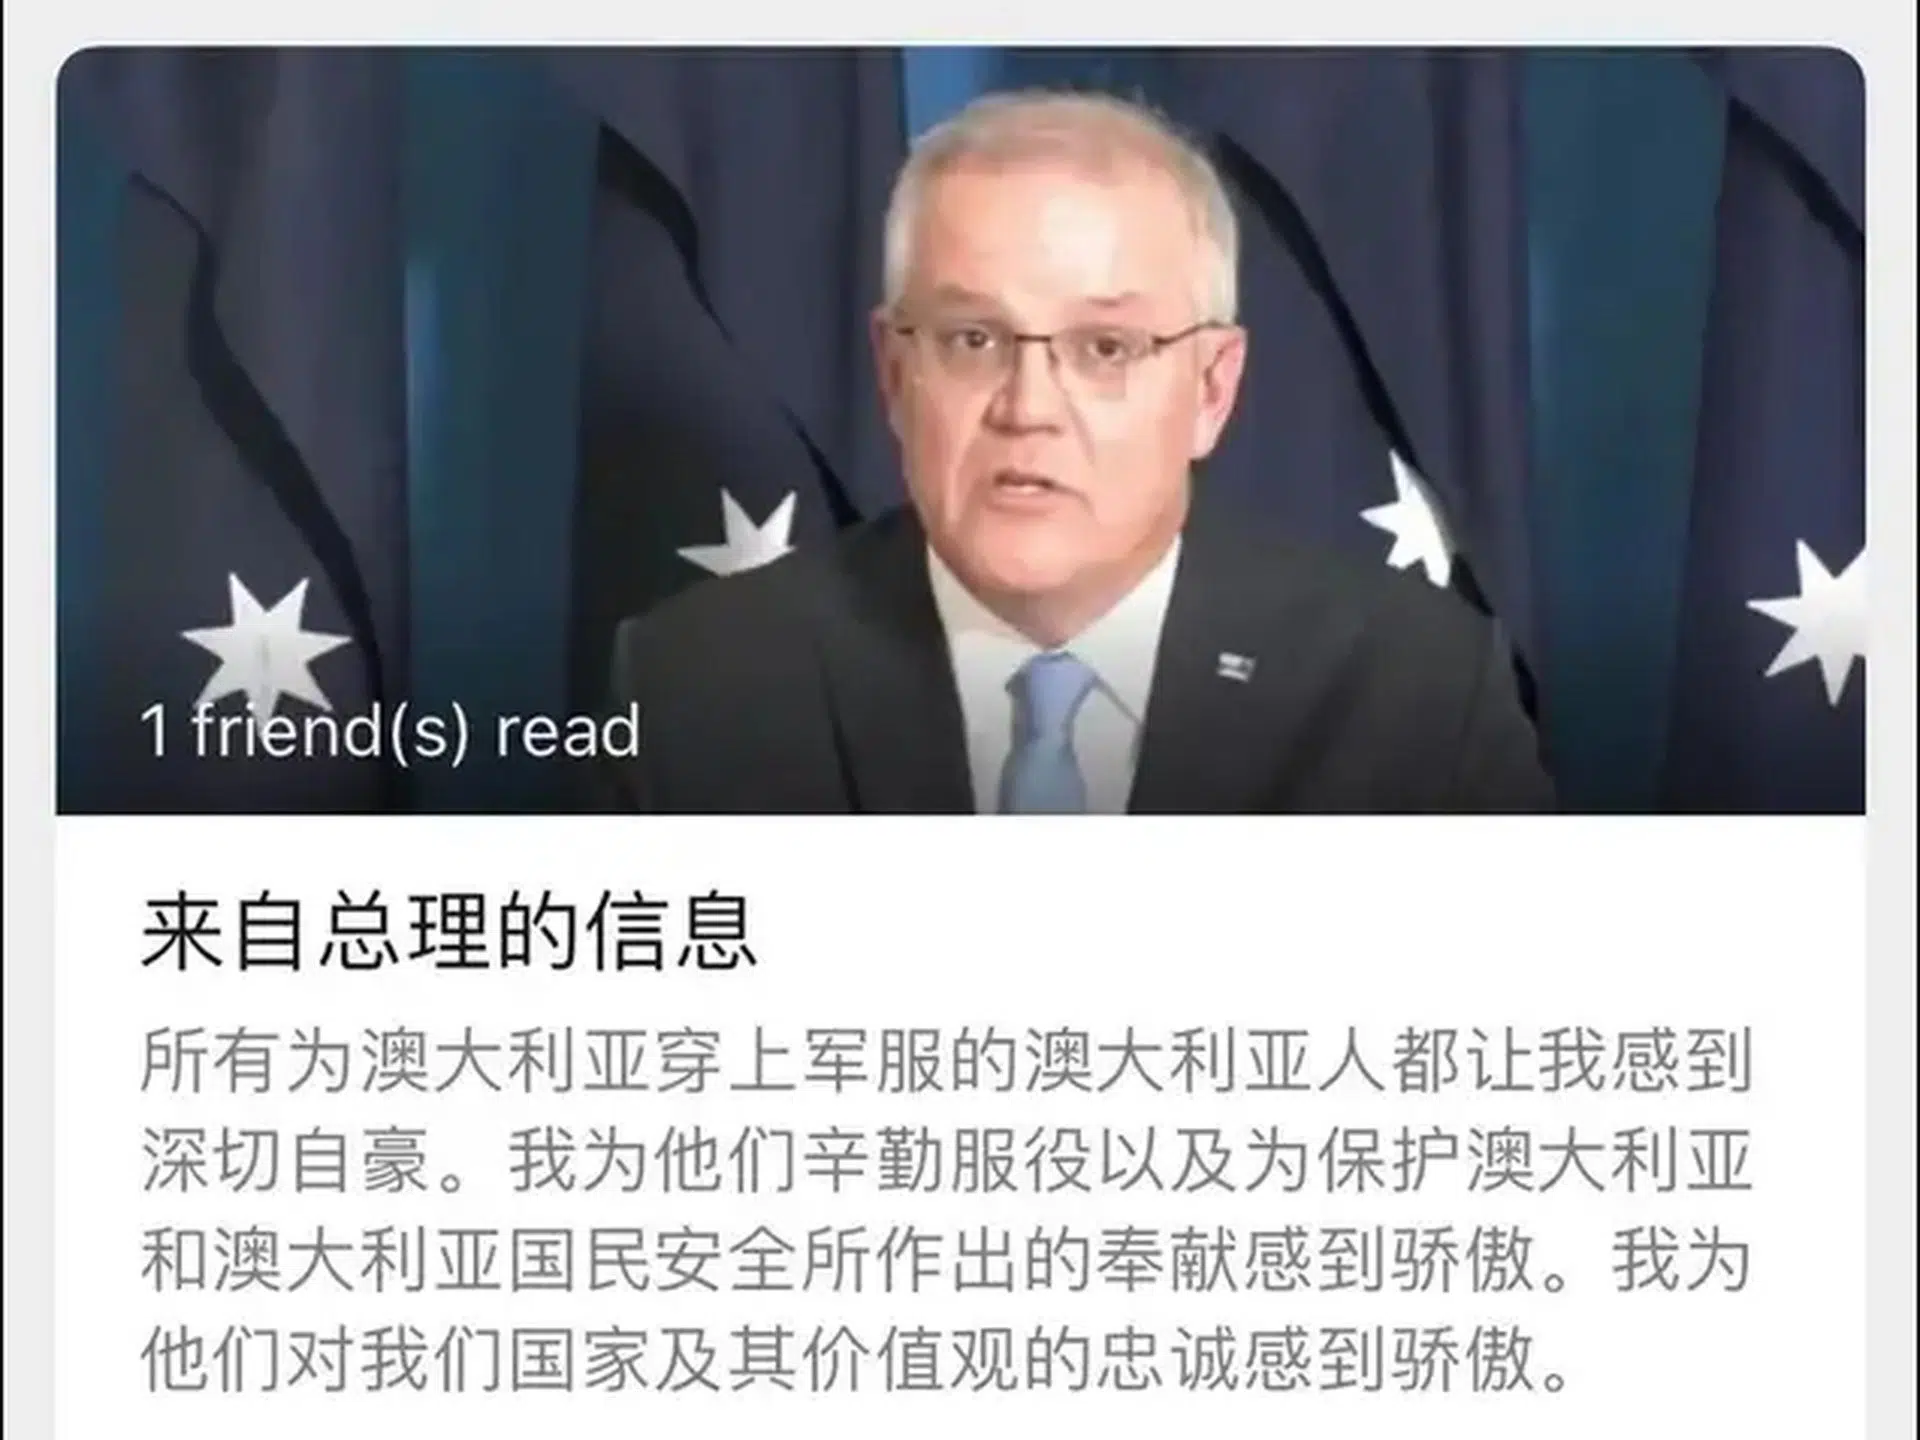 1 friend(s) read
来自总理的信息
所有为澳大利亚穿上军服的澳大利亚人都让我感到
深切自豪。我为他们辛勤服役以及为保护澳大利亚
和澳大利亚国民安全所作出的奉献感到骄傲。我为
他们对我们国家及其价值观的忠诚感到骄傲。